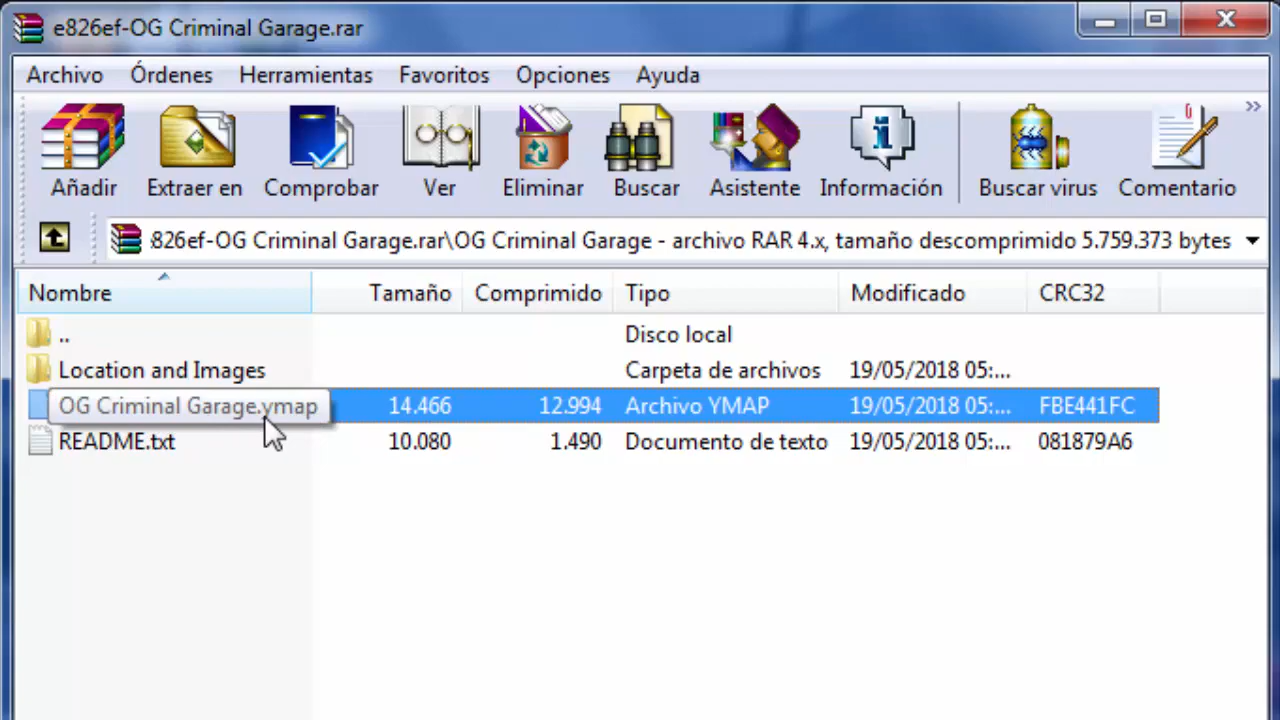 e826ef-OG Criminal Garage.rar
Archivo Órdenes Herramientas Favoritos Opciones Ayuda
Añadir Extraer en Comprobar Ver Eliminar Buscar Asistente Información Buscar virus Comentario
826ef-OG Criminal Garage.rar\OG Criminal Garage - archivo RAR 4.x, tamaño descomprimido 5.759.373 bytes
Nombre Tamaño Comprimido Tipo Modificado CRC32
.. Disco local
Location and Images Carpeta de archivos 19/05/2018 05:...
OG Criminal Garage.ymap 14.466 12.994 Archivo YMAP 19/05/2018 05:... FBE441FC
README.txt 10.080 1.490 Documento de texto 19/05/2018 05:... 081879A6